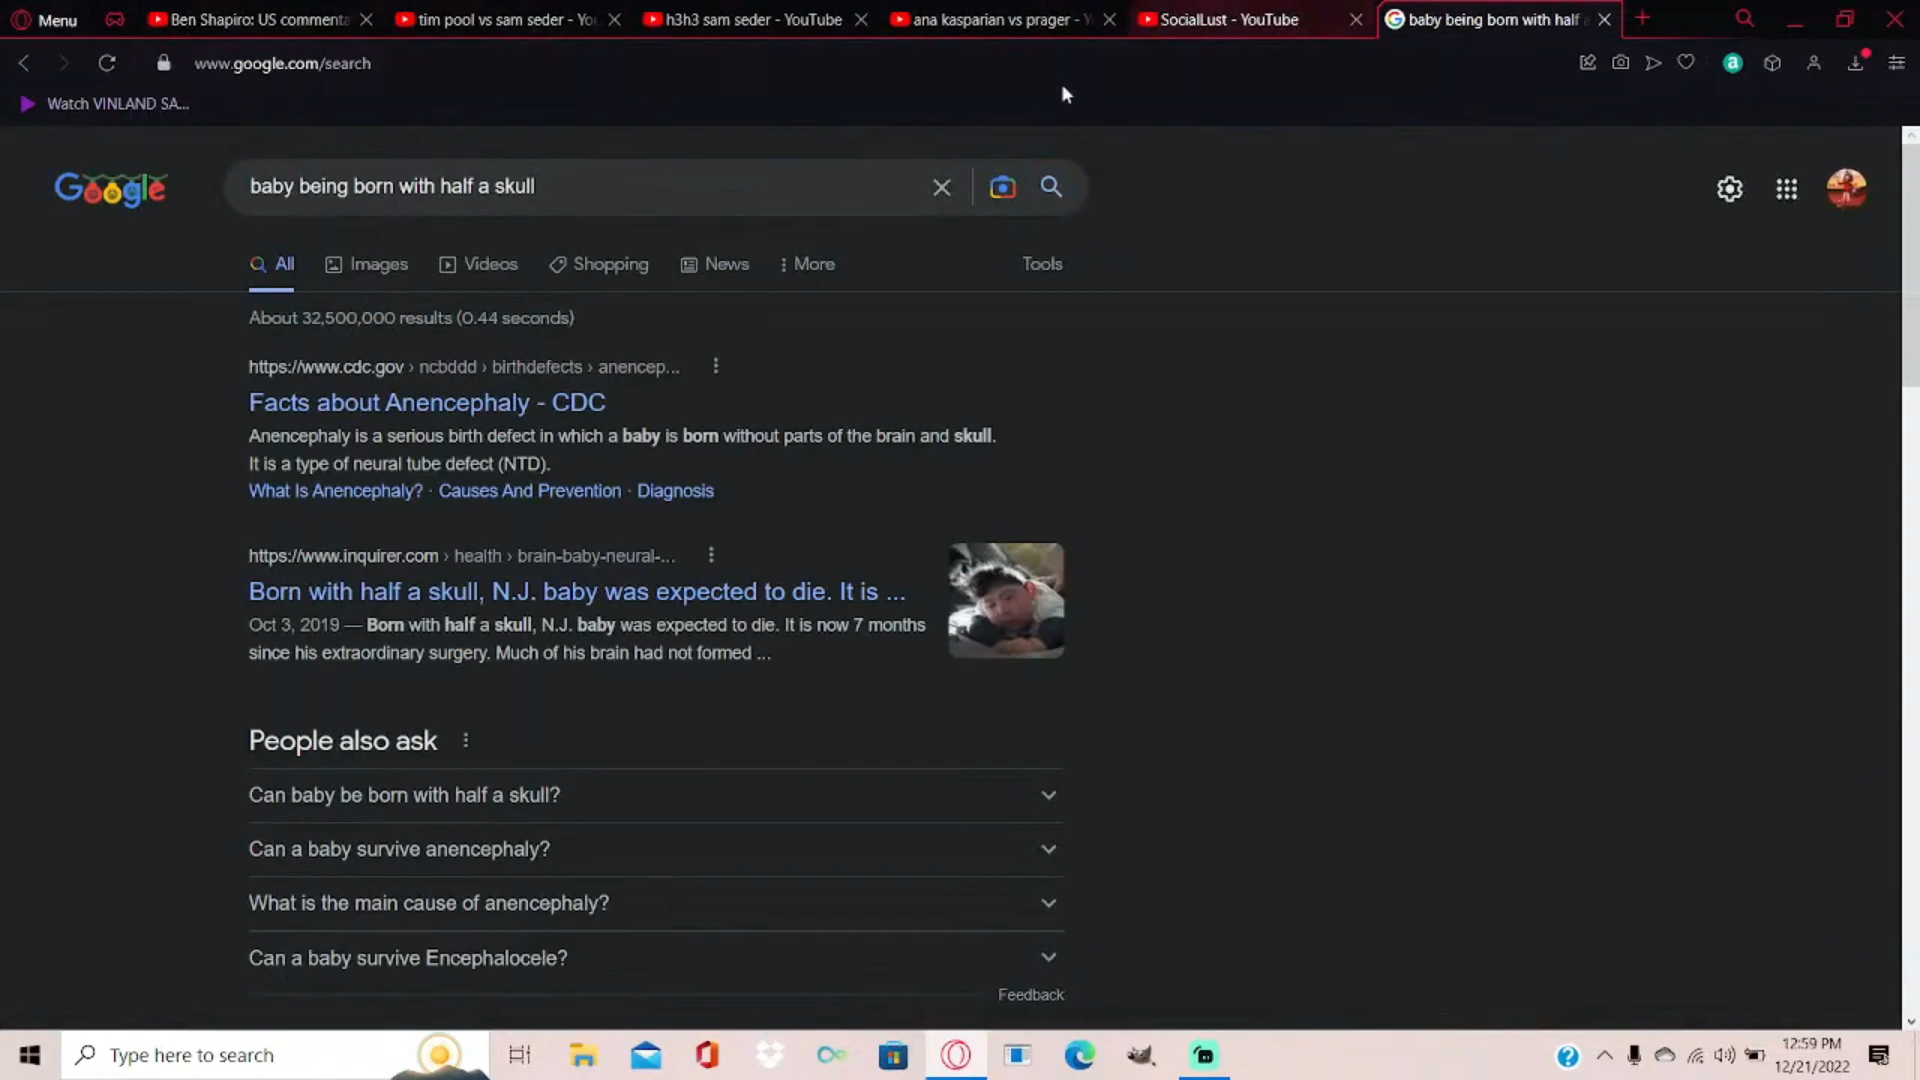 Menu
Ben Shapiro: US commenta
tim pool vs sam seder - Yo
h3h3 sam seder - YouTube
ana kasparian vs prager - Y
SocialLust - YouTube
baby being born with half a
www.google.com/search
a
Watch VINLAND SA...
Google
baby being born with half a skull
All
Images
Videos
Shopping
News
More
Tools
About 32,500,000 results (0.44 seconds)
https://www.cdc.gov › ncbddd › birthdefects › anencep...
Facts about Anencephaly - CDC
Anencephaly is a serious birth defect in which a baby is born without parts of the brain and skull.
It is a type of neural tube defect (NTD).
What Is Anencephaly? · Causes And Prevention · Diagnosis
https://www.inquirer.com › health › brain-baby-neural-...
Born with half a skull, N.J. baby was expected to die. It is ...
Oct 3, 2019 — Born with half a skull, N.J. baby was expected to die. It is now 7 months
since his extraordinary surgery. Much of his brain had not formed ...
People also ask
Can baby be born with half a skull?
Can a baby survive anencephaly?
What is the main cause of anencephaly?
Can a baby survive Encephalocele?
Feedback
Type here to search
12:59 PM
12/21/2022